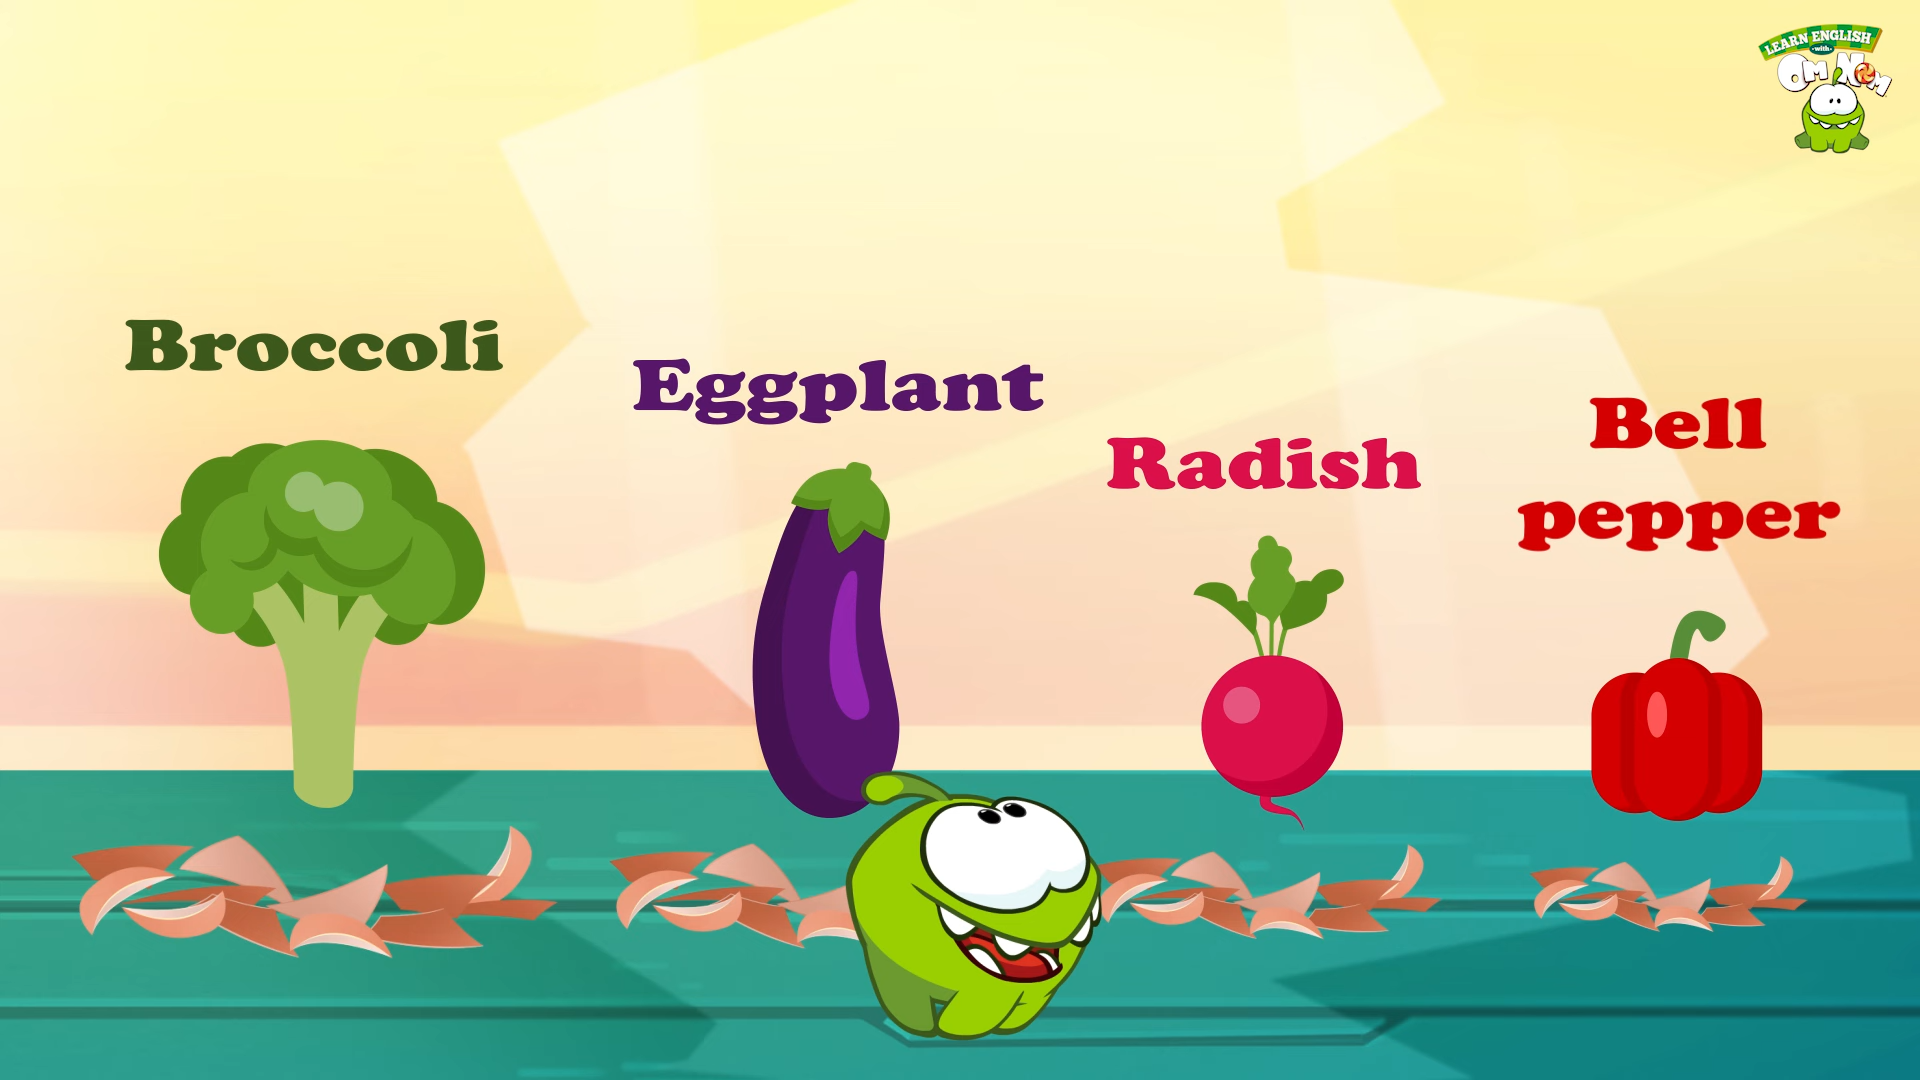 LEARN ENGLISH
with
OM NOM
Broccoli
Eggplant
Radish
Bell
pepper